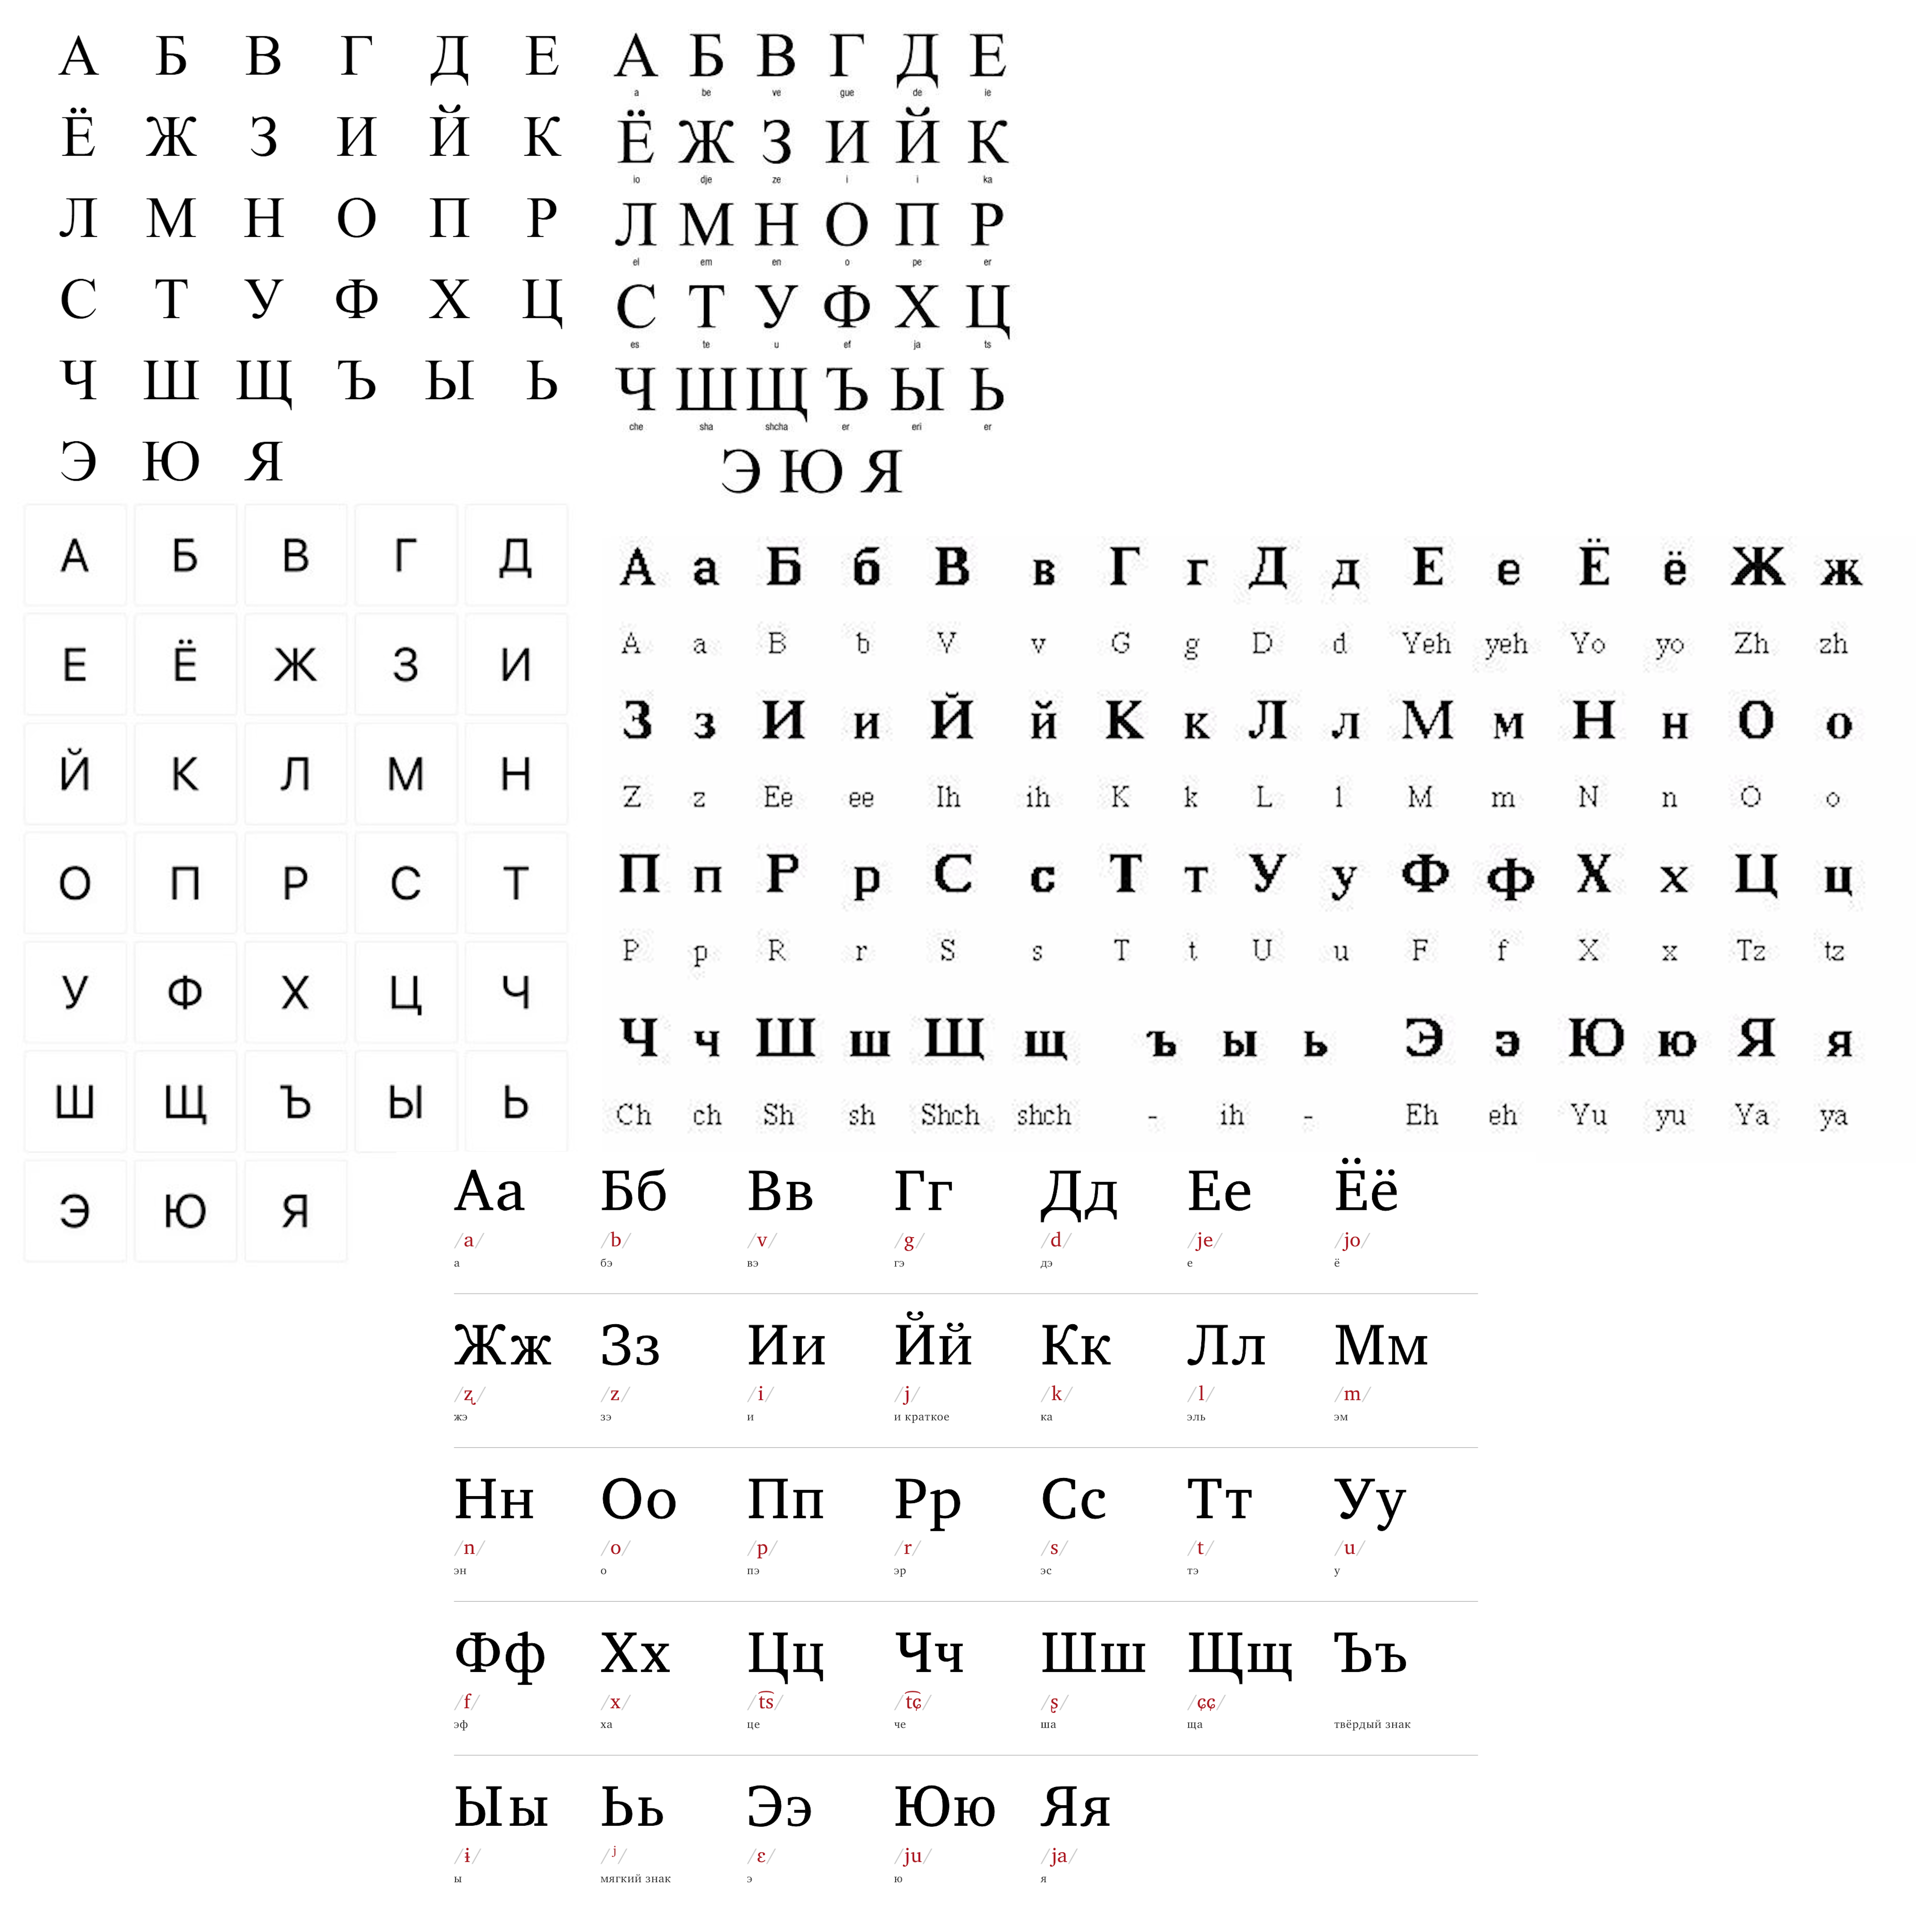 А Б В Г Д Е
Ё Ж З И Й К
Л М Н О П Р
С Т У Ф Х Ц
Ч Ш Щ Ъ Ы Ь
Э Ю Я
А Б В Г Д Е
a be ve gue de ie
Ё Ж З И Й К
io dje ze i i ka
Л М Н О П Р
el em en o pe er
С Т У Ф Х Ц
es te u ef ja ts
Ч Ш Щ Ъ Ы Ь
che sha shcha er eri er
Э Ю Я
А Б В Г Д
Е Ё Ж З И
Й К Л М Н
О П Р С Т
У Ф Х Ц Ч
Ш Щ Ъ Ы Ь
Э Ю Я
А а Б б В в Г г Д д Е е Ё ё Ж ж
A a B b V v G g D d Yeh yeh Yo yo Zh zh
З з И и Й й К к Л л М м Н н О о
Z z Ee ee Ih ih K k L l M m N n O o
П п Р р С с Т т У у Ф ф Х х Ц ц
P p R r S s T t U u F f X x Tz tz
Ч ч Ш ш Щ щ ъ ы ь Э э Ю ю Я я
Ch ch Sh sh Shch shch - ih - Eh eh Yu yu Ya ya
Аа Бб Вв Гг Дд Ее Ёё
/a/ /b/ /v/ /g/ /d/ /je/ /jo/
а бэ вэ гэ дэ е ё
Жж Зз Ии Йй Кк Лл Мм
/ʐ/ /z/ /i/ /j/ /k/ /l/ /m/
жэ зэ и и краткое ка эль эм
Нн Оо Пп Рр Сс Тт Уу
/n/ /o/ /p/ /r/ /s/ /t/ /u/
эн о пэ эр эс тэ у
Фф Хх Цц Чч Шш Щщ Ъъ
/f/ /x/ /t͡s/ /t͡ɕ/ /ʂ/ /ɕɕ/
эф ха це че ша ща твёрдый знак
Ыы Ьь Ээ Юю Яя
/ɨ/ /ʲ/ /ɛ/ /ju/ /ja/
ы мягкий знак э ю я